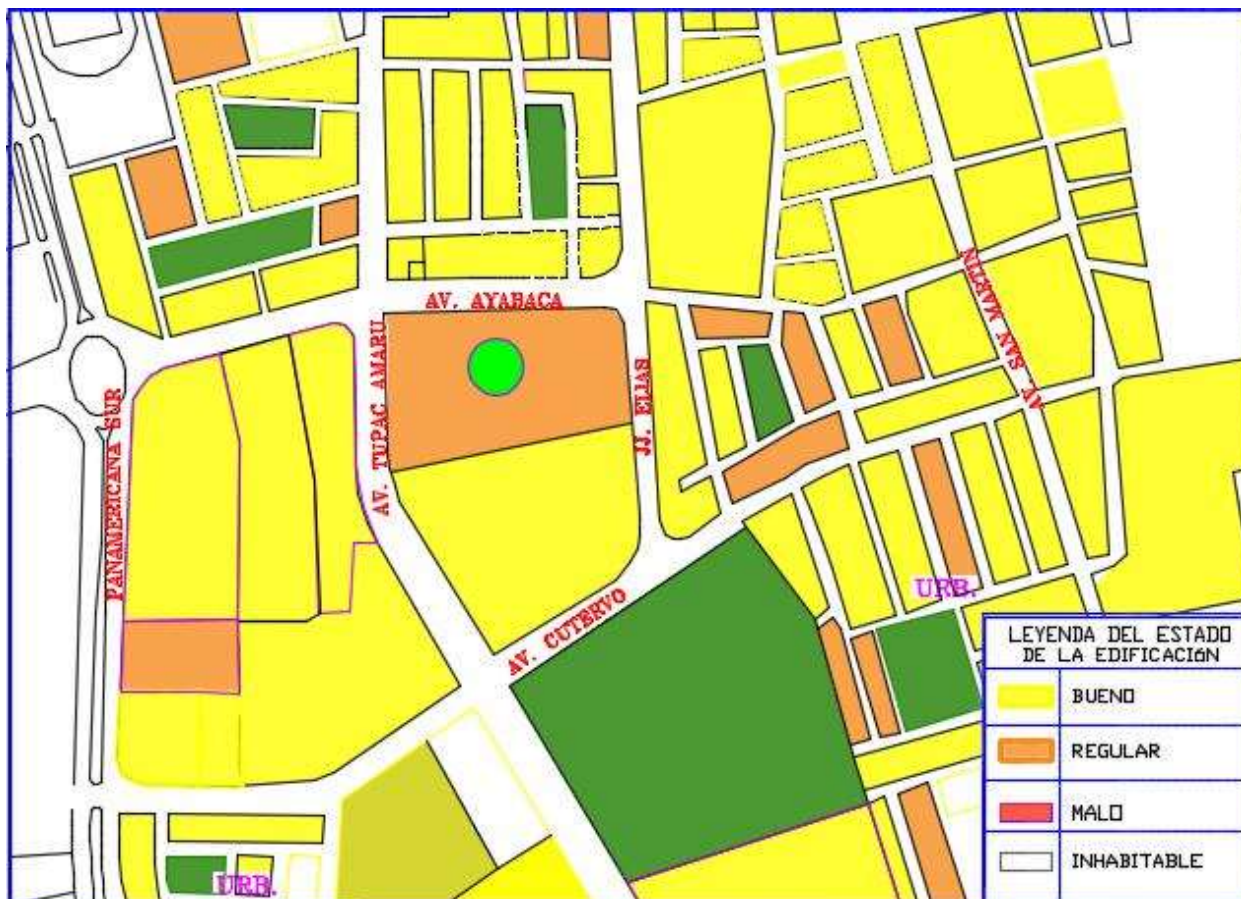 AV. AYABACA
AV. TUPAC AMARU
JJ. ELIAS
AV. SAN MARTIN
PANAMERICANA SUR
AV. CUTERVO
URB.
URB.
LEYENDA DEL ESTADO
DE LA EDIFICACIÓN
BUENO
REGULAR
MALO
INHABITABLE